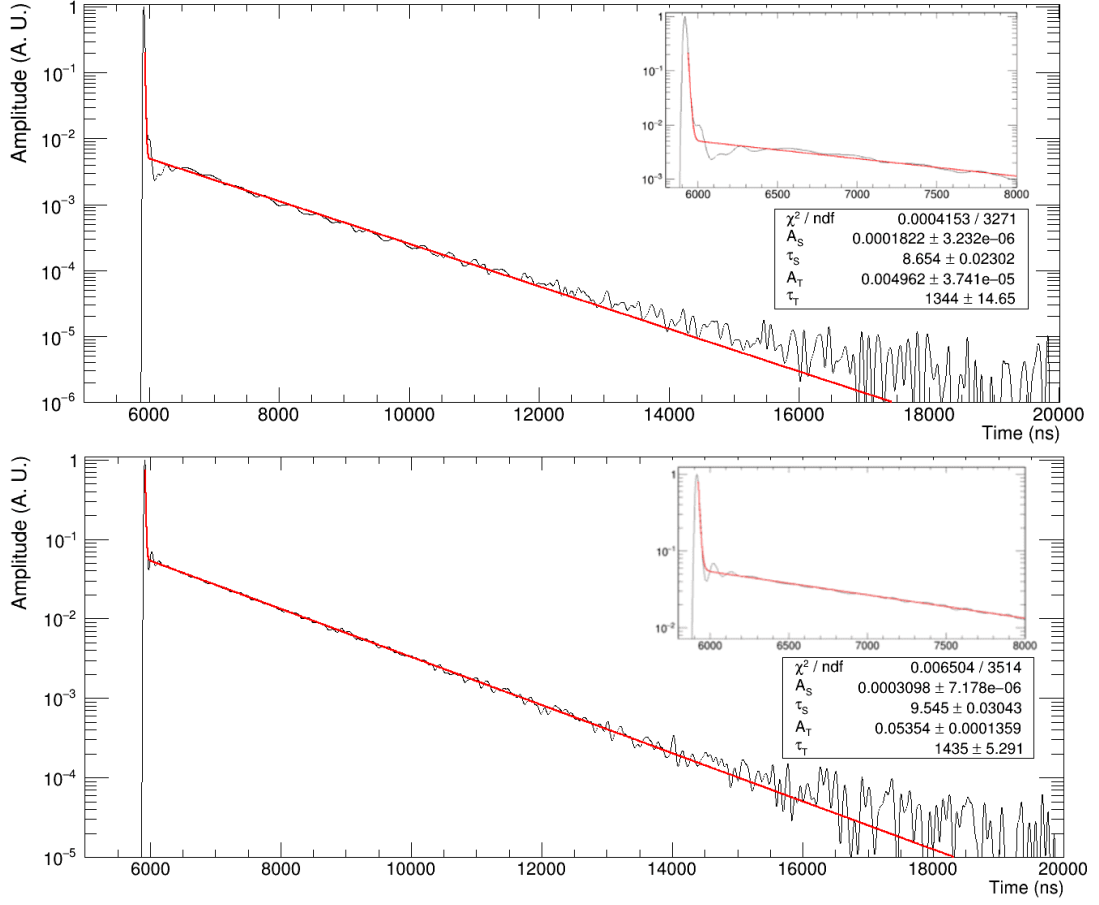 Amplitude (A. U.)
1
10⁻¹
10⁻²
10⁻³
10⁻⁴
10⁻⁵
10⁻⁶
6000 8000 10000 12000 14000 16000 18000 20000
Time (ns)
1
10⁻¹
10⁻²
10⁻³
6000 6500 7000 7500 8000
χ² / ndf 0.0004153 / 3271
A_S 0.0001822 ± 3.232e−06
τ_S 8.654 ± 0.02302
A_T 0.004962 ± 3.741e−05
τ_T 1344 ± 14.65
Amplitude (A. U.)
1
10⁻¹
10⁻²
10⁻³
10⁻⁴
10⁻⁵
6000 8000 10000 12000 14000 16000 18000 20000
Time (ns)
1
10⁻¹
10⁻²
6000 6500 7000 7500 8000
χ² / ndf 0.006504 / 3514
A_S 0.0003098 ± 7.178e−06
τ_S 9.545 ± 0.03043
A_T 0.05354 ± 0.0001359
τ_T 1435 ± 5.291